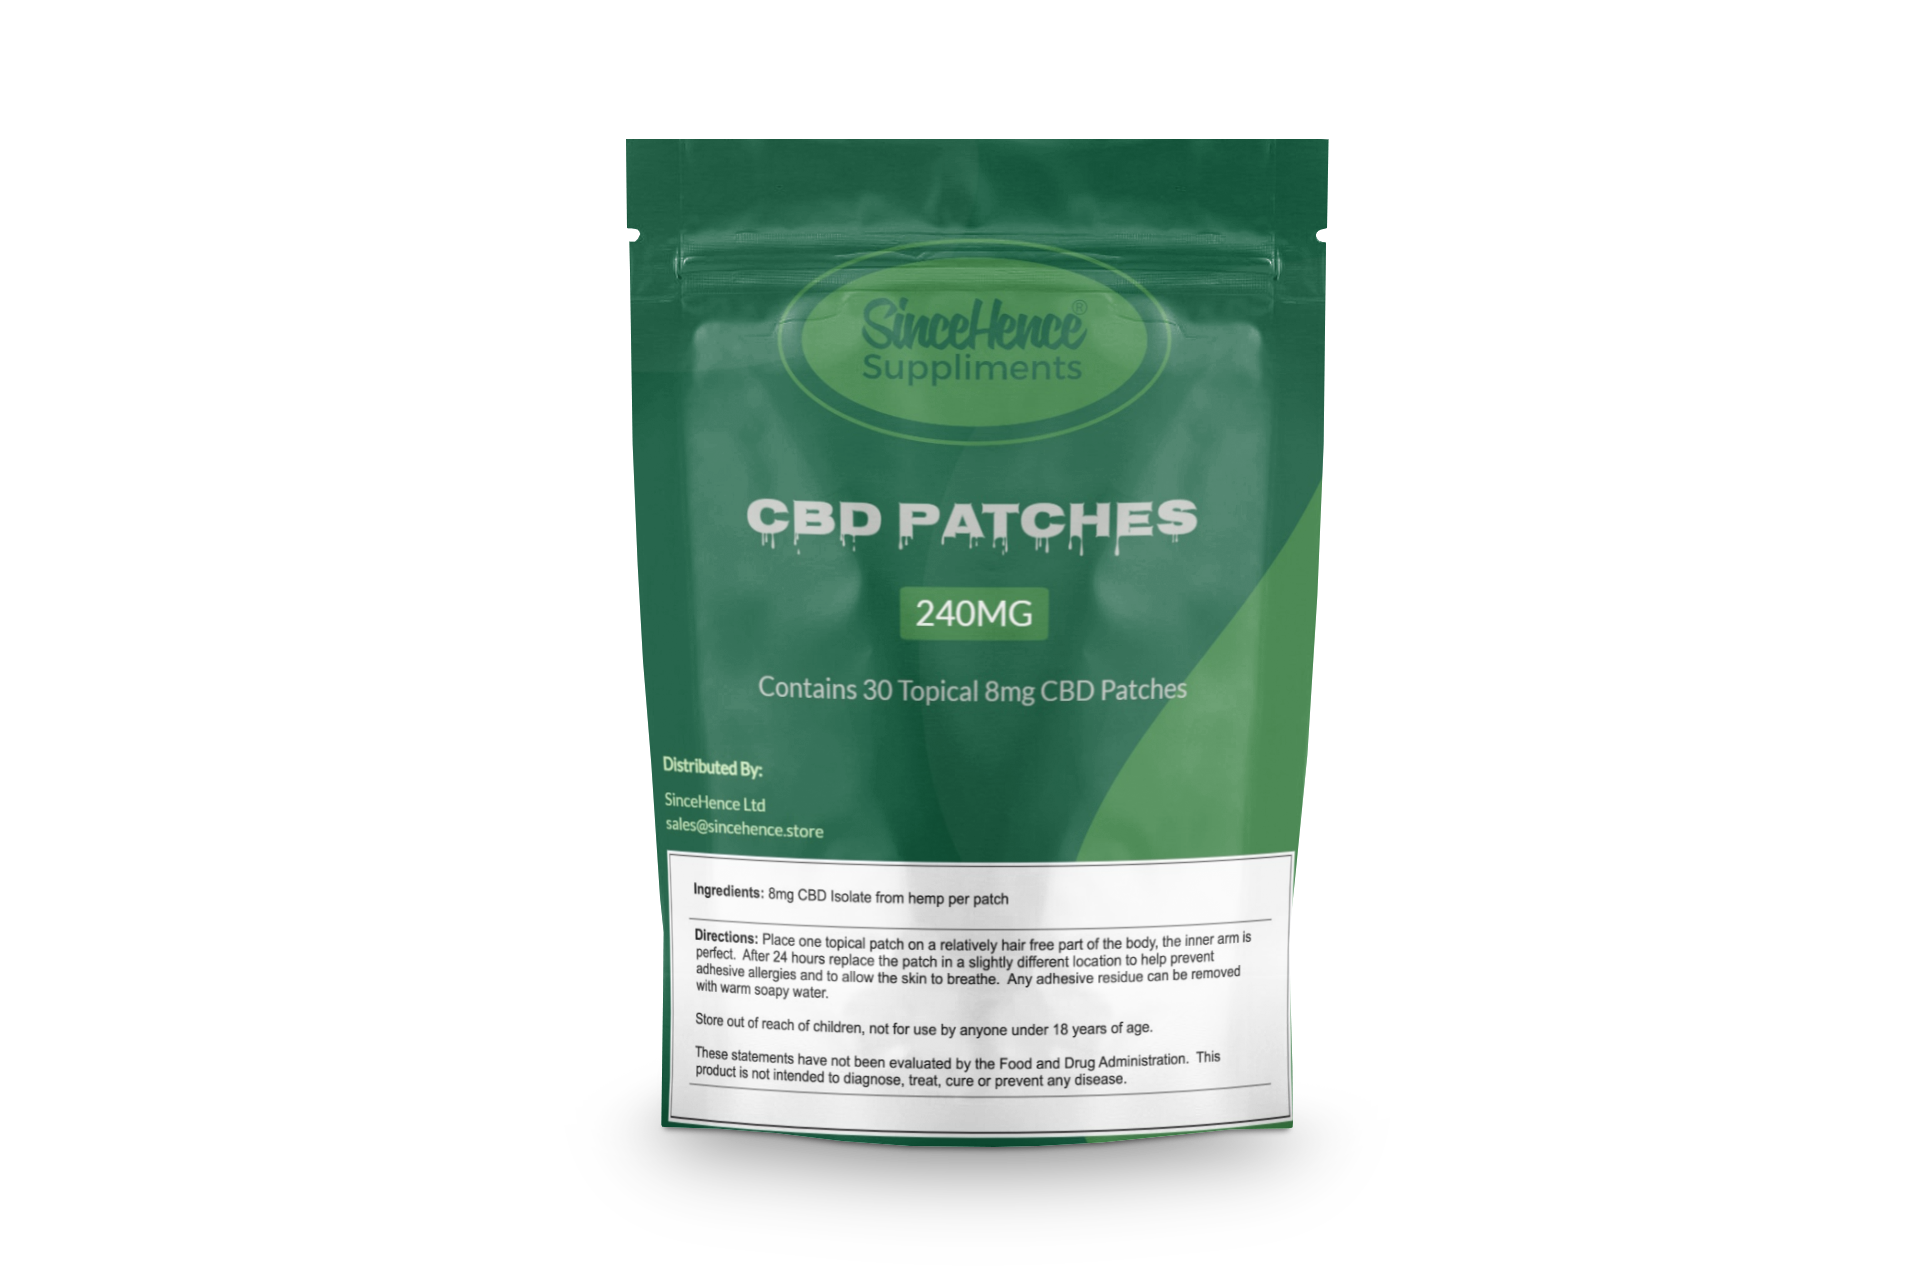 SinceHence®
Suppliments
CBD PATCHES
240MG
Contains 30 Topical 8mg CBD Patches
Distributed By:
SinceHence Ltd
sales@sincehence.store
Ingredients: 8mg CBD Isolate from hemp per patch
Directions: Place one topical patch on a relatively hair free part of the body, the inner arm is
perfect.  After 24 hours replace the patch in a slightly different location to help prevent
adhesive allergies and to allow the skin to breathe.  Any adhesive residue can be removed
with warm soapy water.
Store out of reach of children, not for use by anyone under 18 years of age.
These statements have not been evaluated by the Food and Drug Administration.  This
product is not intended to diagnose, treat, cure or prevent any disease.